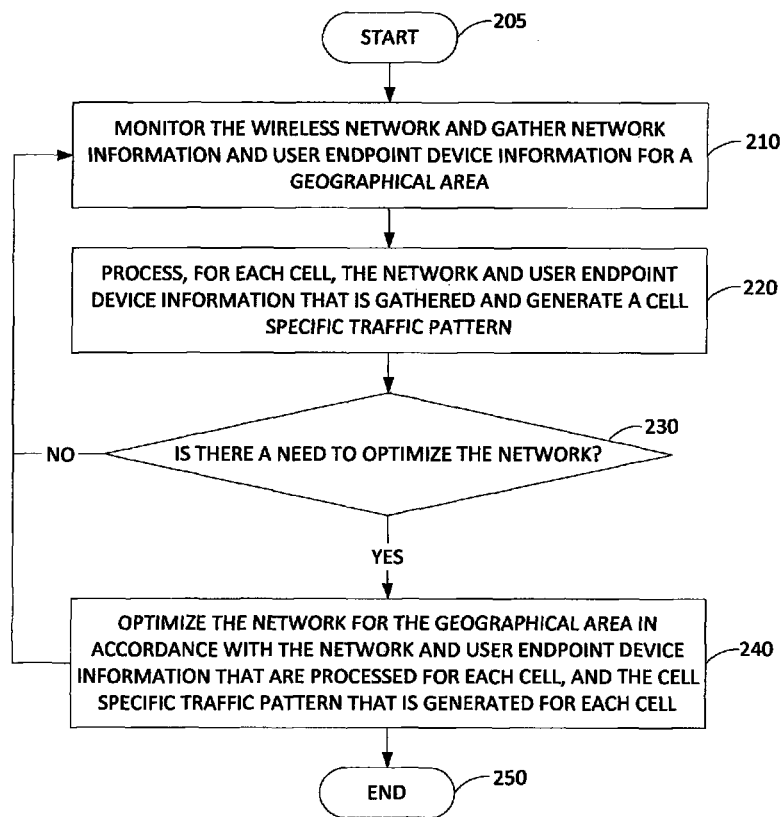 START
205
MONITOR THE WIRELESS NETWORK AND GATHER NETWORK
INFORMATION AND USER ENDPOINT DEVICE INFORMATION FOR A
GEOGRAPHICAL AREA
210
PROCESS, FOR EACH CELL, THE NETWORK AND USER ENDPOINT
DEVICE INFORMATION THAT IS GATHERED AND GENERATE A CELL
SPECIFIC TRAFFIC PATTERN
220
230
NO
IS THERE A NEED TO OPTIMIZE THE NETWORK?
YES
OPTIMIZE THE NETWORK FOR THE GEOGRAPHICAL AREA IN
ACCORDANCE WITH THE NETWORK AND USER ENDPOINT DEVICE
INFORMATION THAT ARE PROCESSED FOR EACH CELL, AND THE CELL
SPECIFIC TRAFFIC PATTERN THAT IS GENERATED FOR EACH CELL
240
END
250